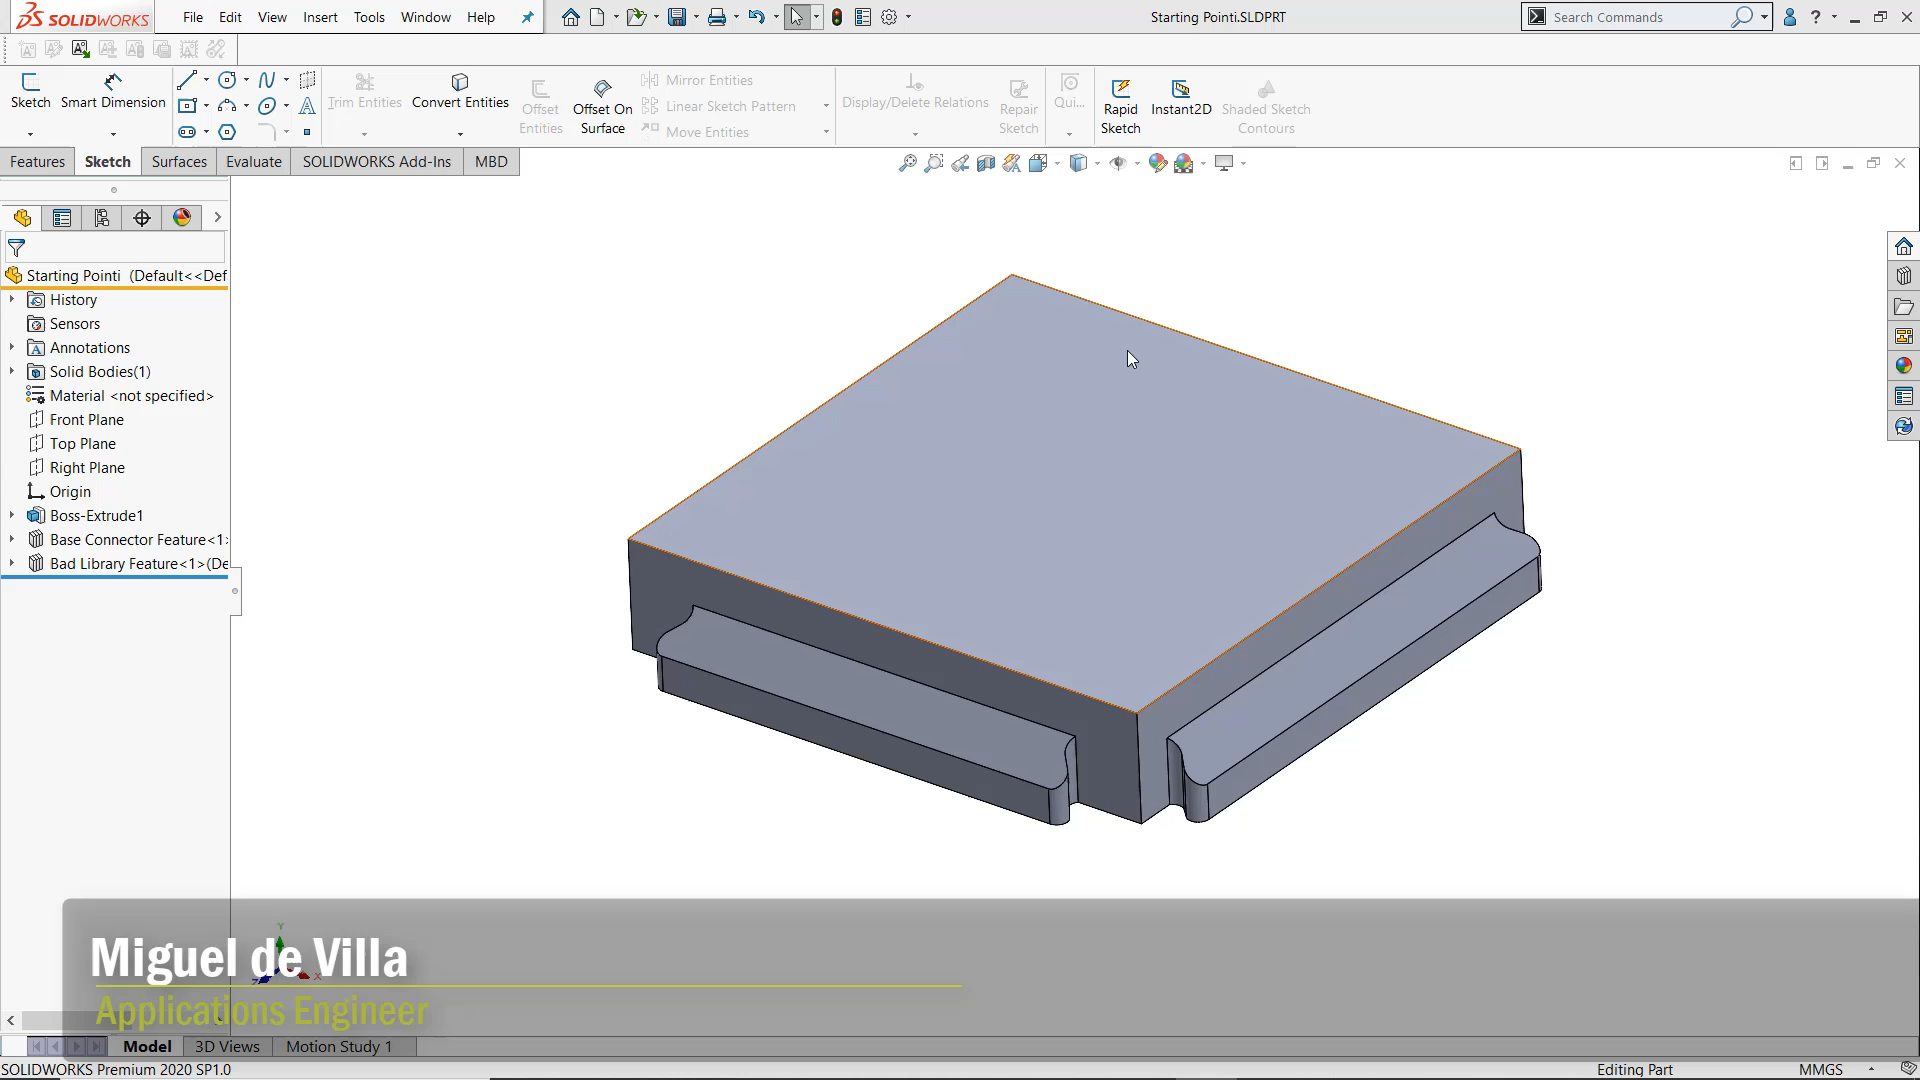 SOLIDWORKS
File Edit View Insert Tools Window Help
Starting Pointi.SLDPRT
Search Commands
Sketch
Smart Dimension
Trim Entities
Convert Entities
Offset Entities
Offset On Surface
Mirror Entities
Linear Sketch Pattern
Move Entities
Display/Delete Relations
Repair Sketch
Qui...
Rapid Sketch
Instant2D
Shaded Sketch Contours
Features Sketch Surfaces Evaluate SOLIDWORKS Add-Ins MBD
Starting Pointi (Default<<Def
History
Sensors
Annotations
Solid Bodies(1)
Material <not specified>
Front Plane
Top Plane
Right Plane
Origin
Boss-Extrude1
Base Connector Feature<1>
Bad Library Feature<1>(De
Y
X
Z
Miguel de Villa
Applications Engineer
Model 3D Views Motion Study 1
SOLIDWORKS Premium 2020 SP1.0
Editing Part
MMGS